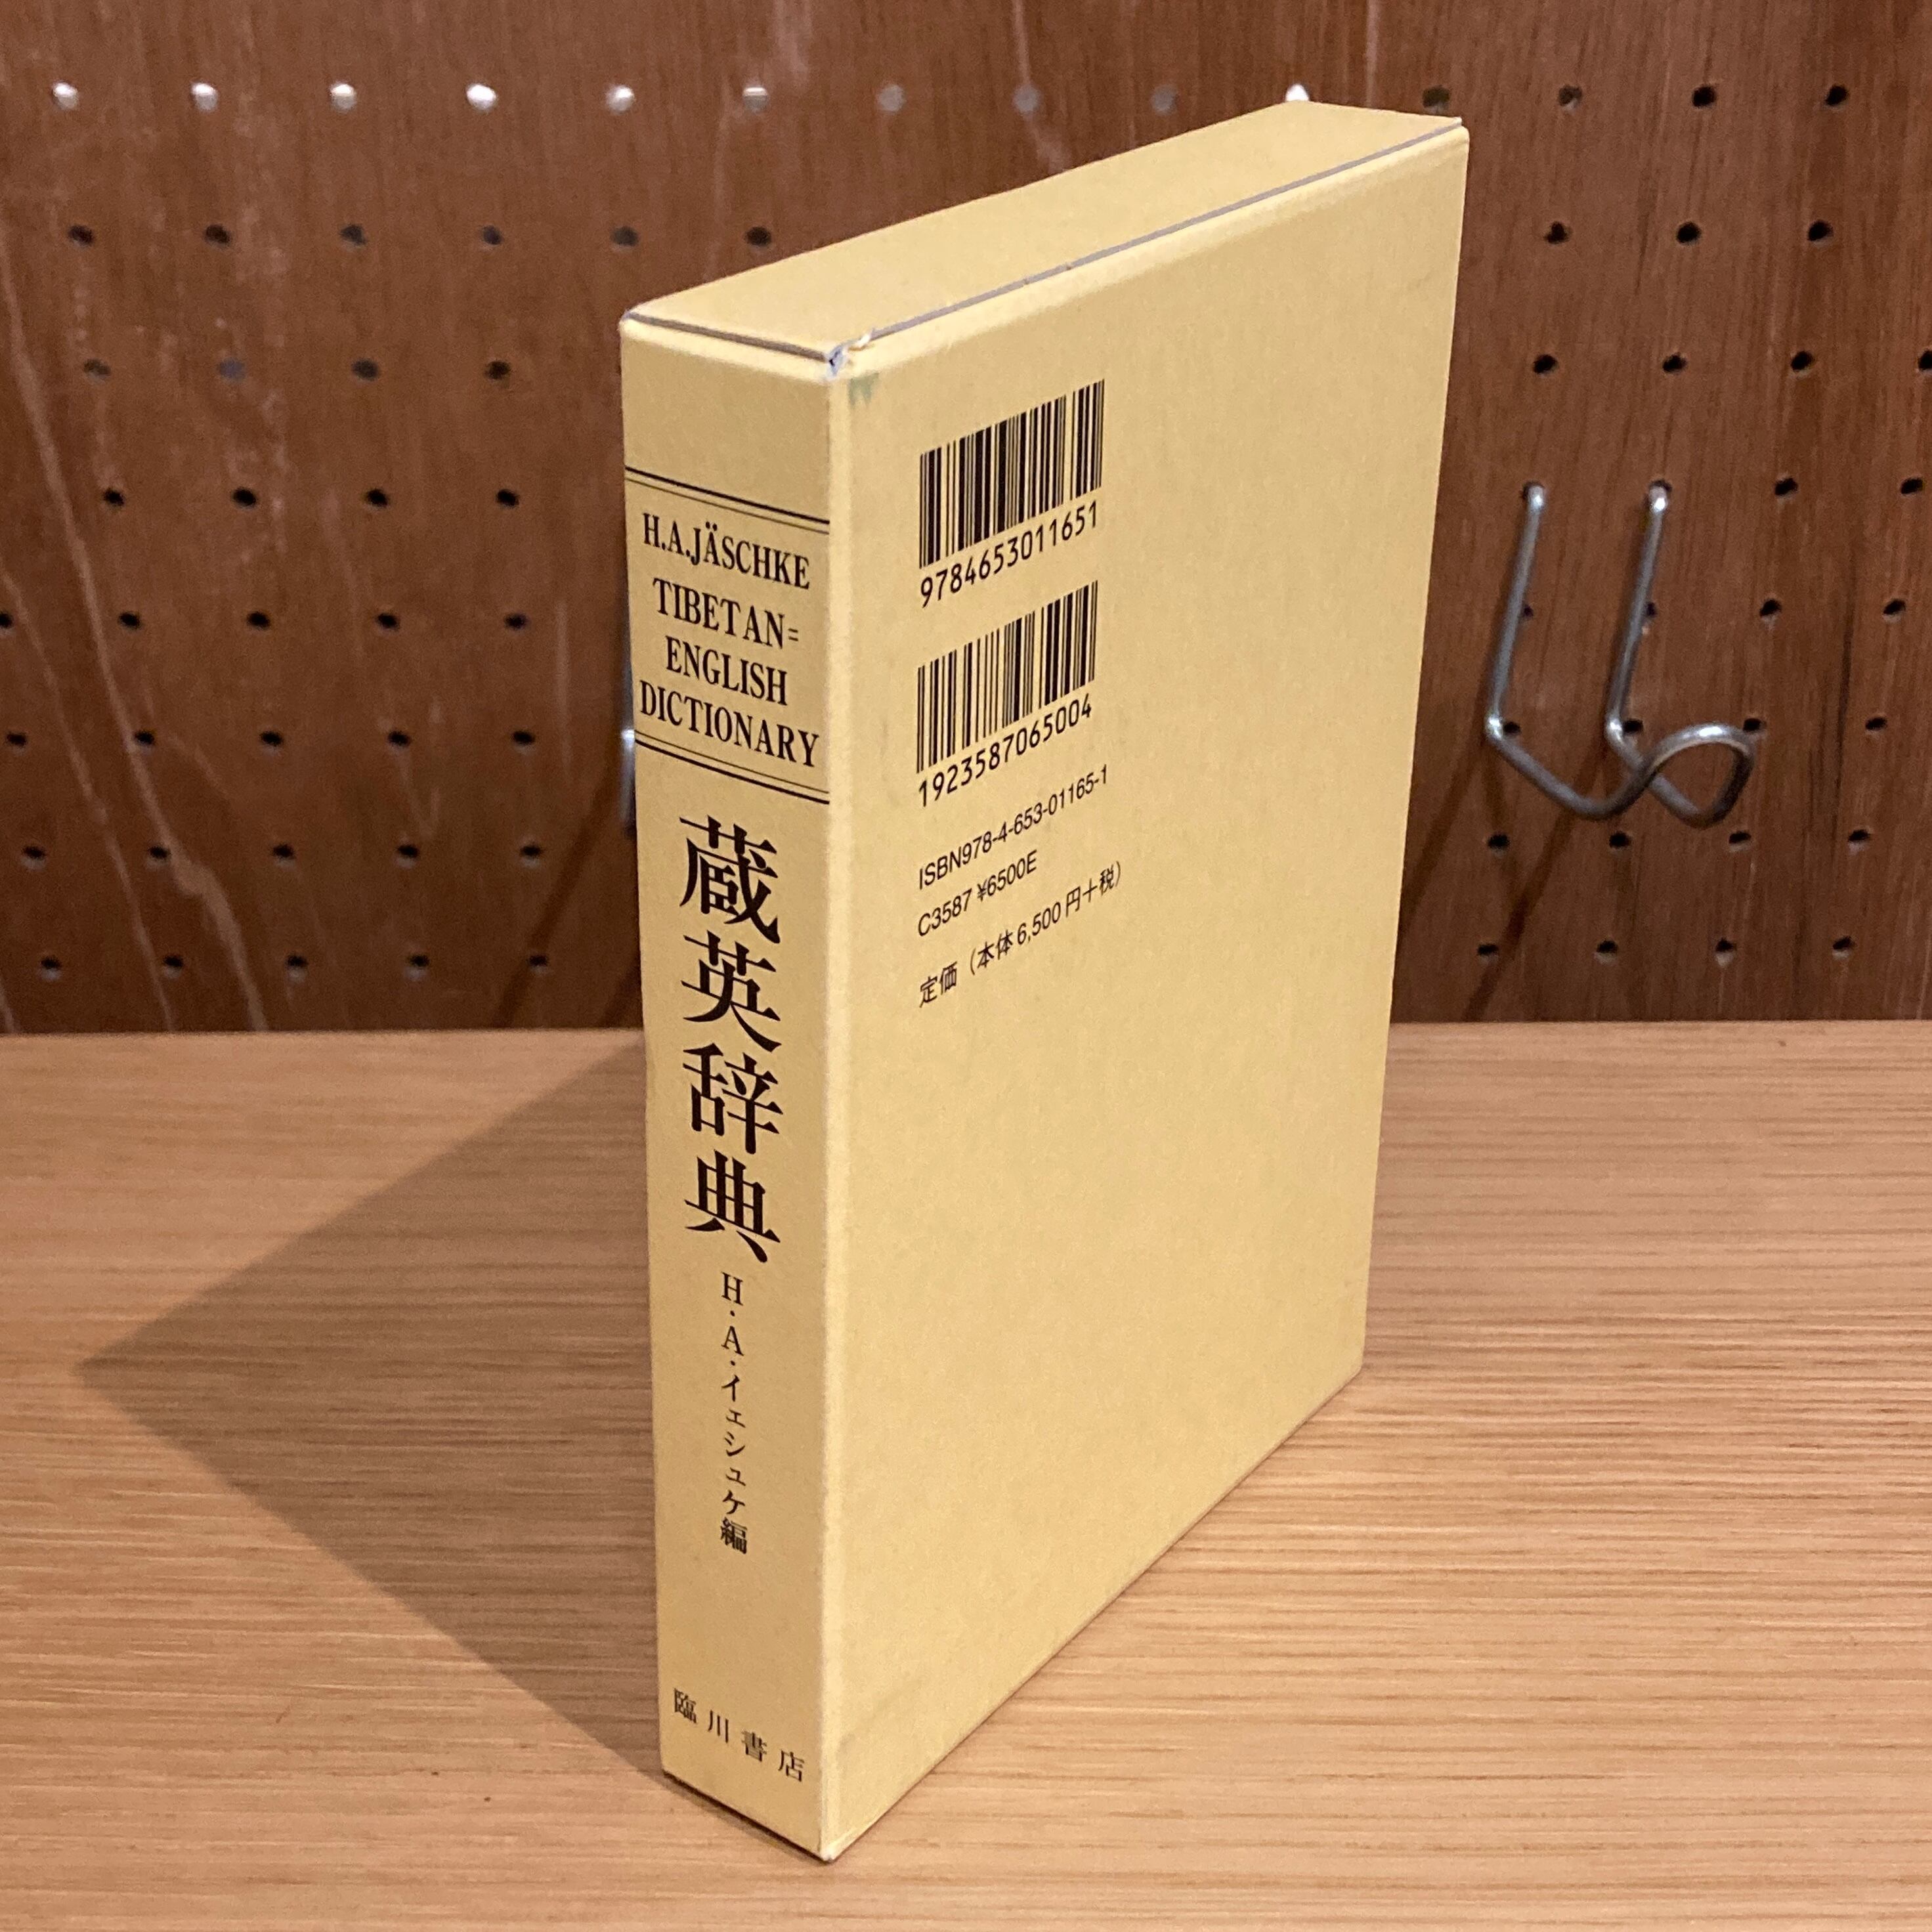 H.A.JÄSCHKE
TIBETAN=
ENGLISH
DICTIONARY
蔵英辞典
H・A・イェシュケ編
臨川書店
9784653011651
1923587065004
ISBN978-4-653-01165-1
C3587 ¥6500E
定価（本体6,500円＋税）